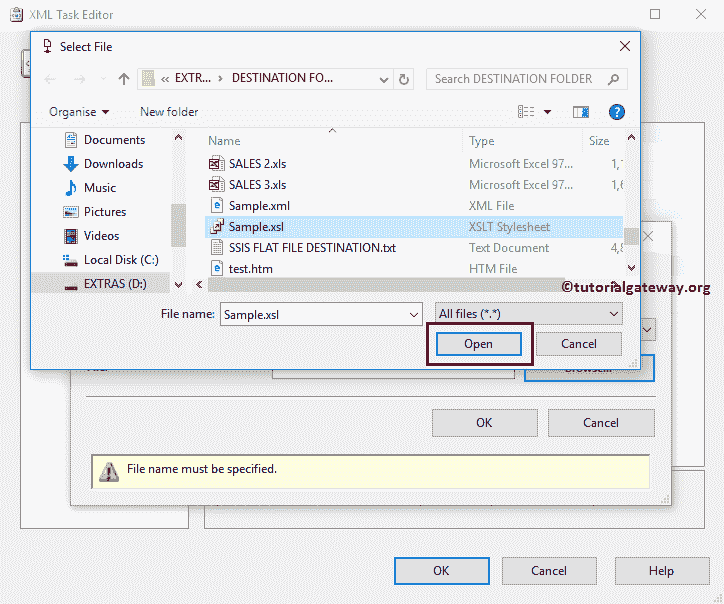 XML Task Editor
Select File
« EXTR... › DESTINATION FO...
Search DESTINATION FOLDER
Organise New folder
Name Type Size
Documents
Downloads
Music
Pictures
Videos
Local Disk (C:)
EXTRAS (D:)
SALES 2.xls Microsoft Excel 97...
SALES 3.xls Microsoft Excel 97...
Sample.xml XML File
Sample.xsl XSLT Stylesheet
SSIS FLAT FILE DESTINATION.txt Text Document
test.htm HTM File
©tutorialgateway.org
File name: Sample.xsl All files (*.*)
Open Cancel
Browse...
OK Cancel
File name must be specified.
OK Cancel Help